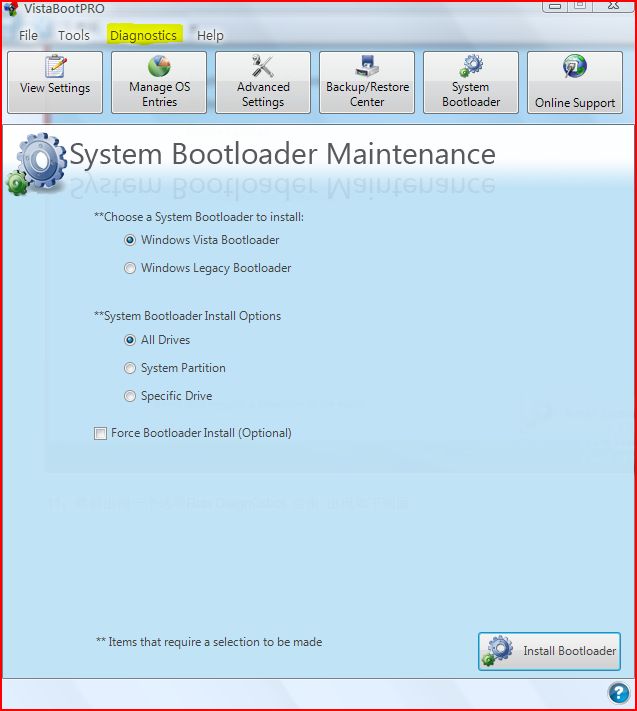 VistaBootPRO
File Tools Diagnostics Help
View Settings
Manage OS
Entries
Advanced
Settings
Backup/Restore
Center
System
Bootloader
Online Support
System Bootloader Maintenance
**Choose a System Bootloader to install:
Windows Vista Bootloader
Windows Legacy Bootloader
**System Bootloader Install Options
All Drives
System Partition
Specific Drive
Force Bootloader Install (Optional)
** Items that require a selection to be made
Install Bootloader